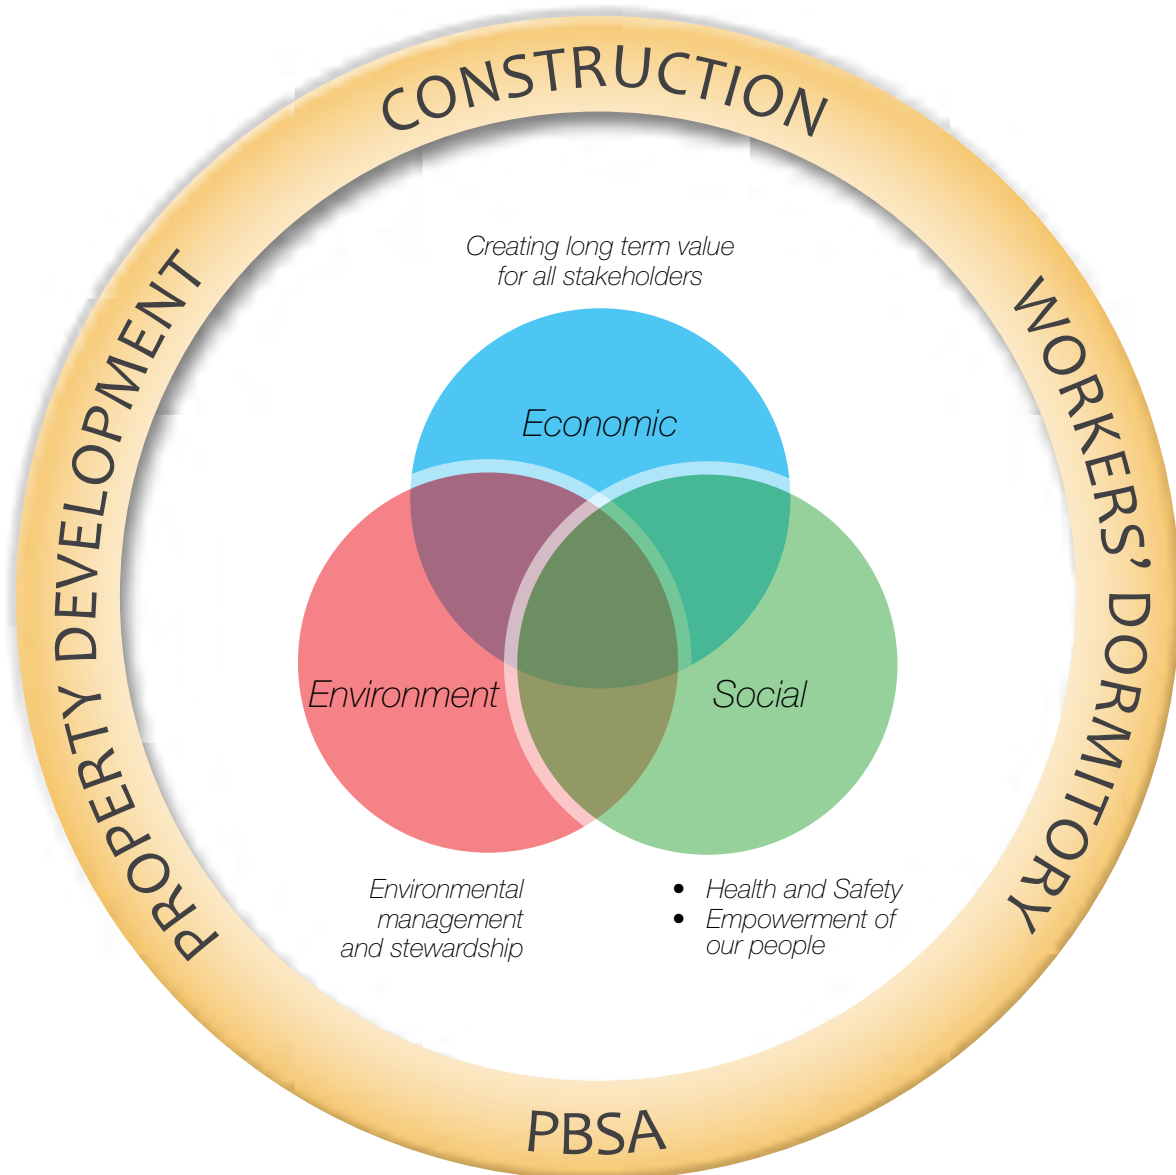 CONSTRUCTION
PROPERTY DEVELOPMENT
WORKERS’ DORMITORY
Creating long term value
for all stakeholders
Economic
Environment
Social
Environmental
management
and stewardship
• Health and Safety
• Empowerment of
our people
PBSA